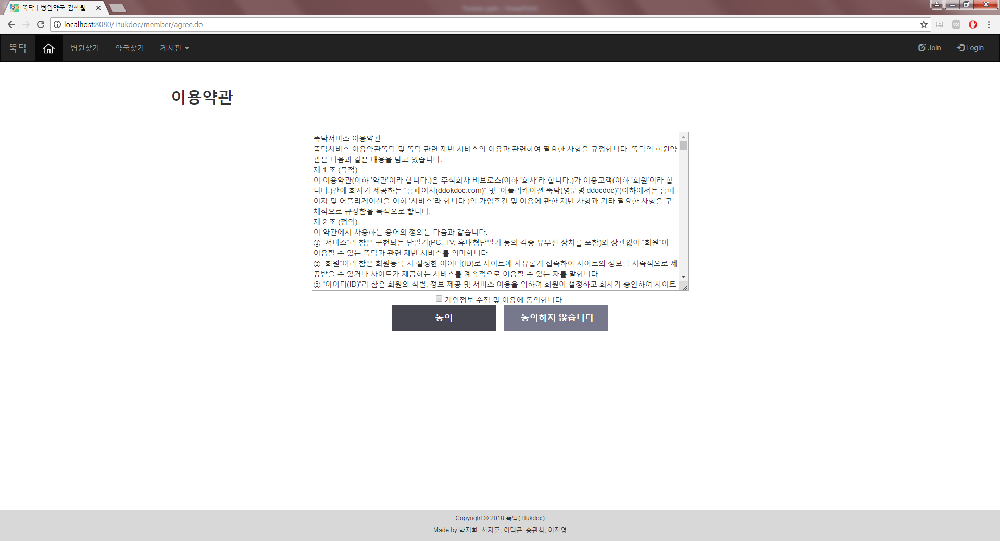 뚝닥 | 병원약국 검색웹
localhost:8080/Ttukdoc/member/agree.do
뚝닥
병원찾기
약국찾기
게시판
Join
Login
이용약관
뚝닥서비스 이용약관
뚝닥서비스 이용약관똑닥 및 똑닥 관련 제반 서비스의 이용과 관련하여 필요한 사항을 규정합니다. 똑닥의 회원약
관은 다음과 같은 내용을 담고 있습니다.
제 1 조 (목적)
이 이용약관(이하 '약관'이라 합니다.)은 주식회사 비브로스(이하 '회사'라 합니다.)가 이용고객(이하 '회원'이라 합
니다.)간에 회사가 제공하는 “홈페이지(ddokdoc.com)” 및 “어플리케이션 뚝닥(영문명 ddocdoc)”(이하에서는 홈페
이지 및 어플리케이션을 이하 '서비스'라 합니다.)의 가입조건 및 이용에 관한 제반 사항과 기타 필요한 사항을 구
체적으로 규정함을 목적으로 합니다.
제 2 조 (정의)
이 약관에서 사용하는 용어의 정의는 다음과 같습니다.
① “서비스”라 함은 구현되는 단말기(PC, TV, 휴대형단말기 등의 각종 유무선 장치를 포함)와 상관없이 “회원”이
이용할 수 있는 똑닥과 관련 제반 서비스를 의미합니다.
② “회원”이라 함은 회원등록 시 설정한 아이디(ID)로 사이트에 자유롭게 접속하여 사이트의 정보를 지속적으로 제
공받을 수 있거나 사이트가 제공하는 서비스를 계속적으로 이용할 수 있는 자를 말합니다.
③ “아이디(ID)”라 함은 회원의 식별, 정보 제공 및 서비스 이용을 위하여 회원이 설정하고 회사가 승인하여 사이트
개인정보 수집 및 이용에 동의합니다.
동의
동의하지 않습니다
Copyright © 2018 뚝딱(Ttukdoc)
Made by 박지환, 신지훈, 이택근, 송관석, 이진영